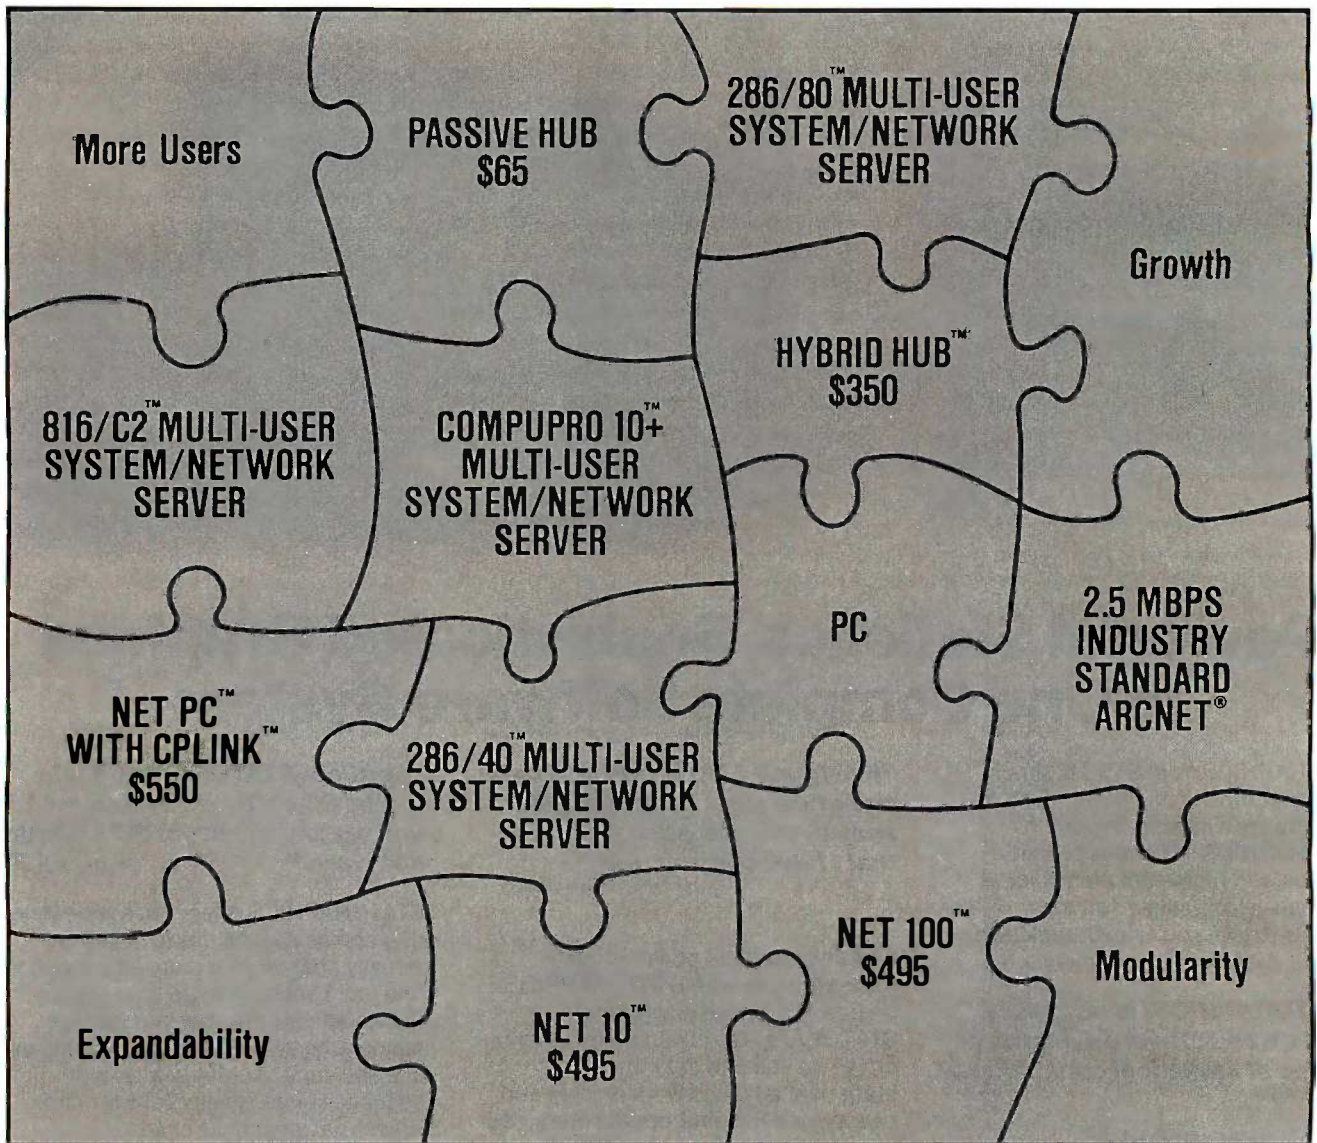 More Users
PASSIVE HUB
$65
286/80™ MULTI-USER
SYSTEM/NETWORK
SERVER
Growth
816/C2™ MULTI-USER
SYSTEM/NETWORK
SERVER
COMPUPRO 10+™
MULTI-USER
SYSTEM/NETWORK
SERVER
HYBRID HUB™
$350
NET PC™
WITH CPLINK™
$550
286/40™ MULTI-USER
SYSTEM/NETWORK
SERVER
PC
2.5 MBPS
INDUSTRY
STANDARD
ARCNET®
Expandability
NET 10™
$495
NET 100™
$495
Modularity